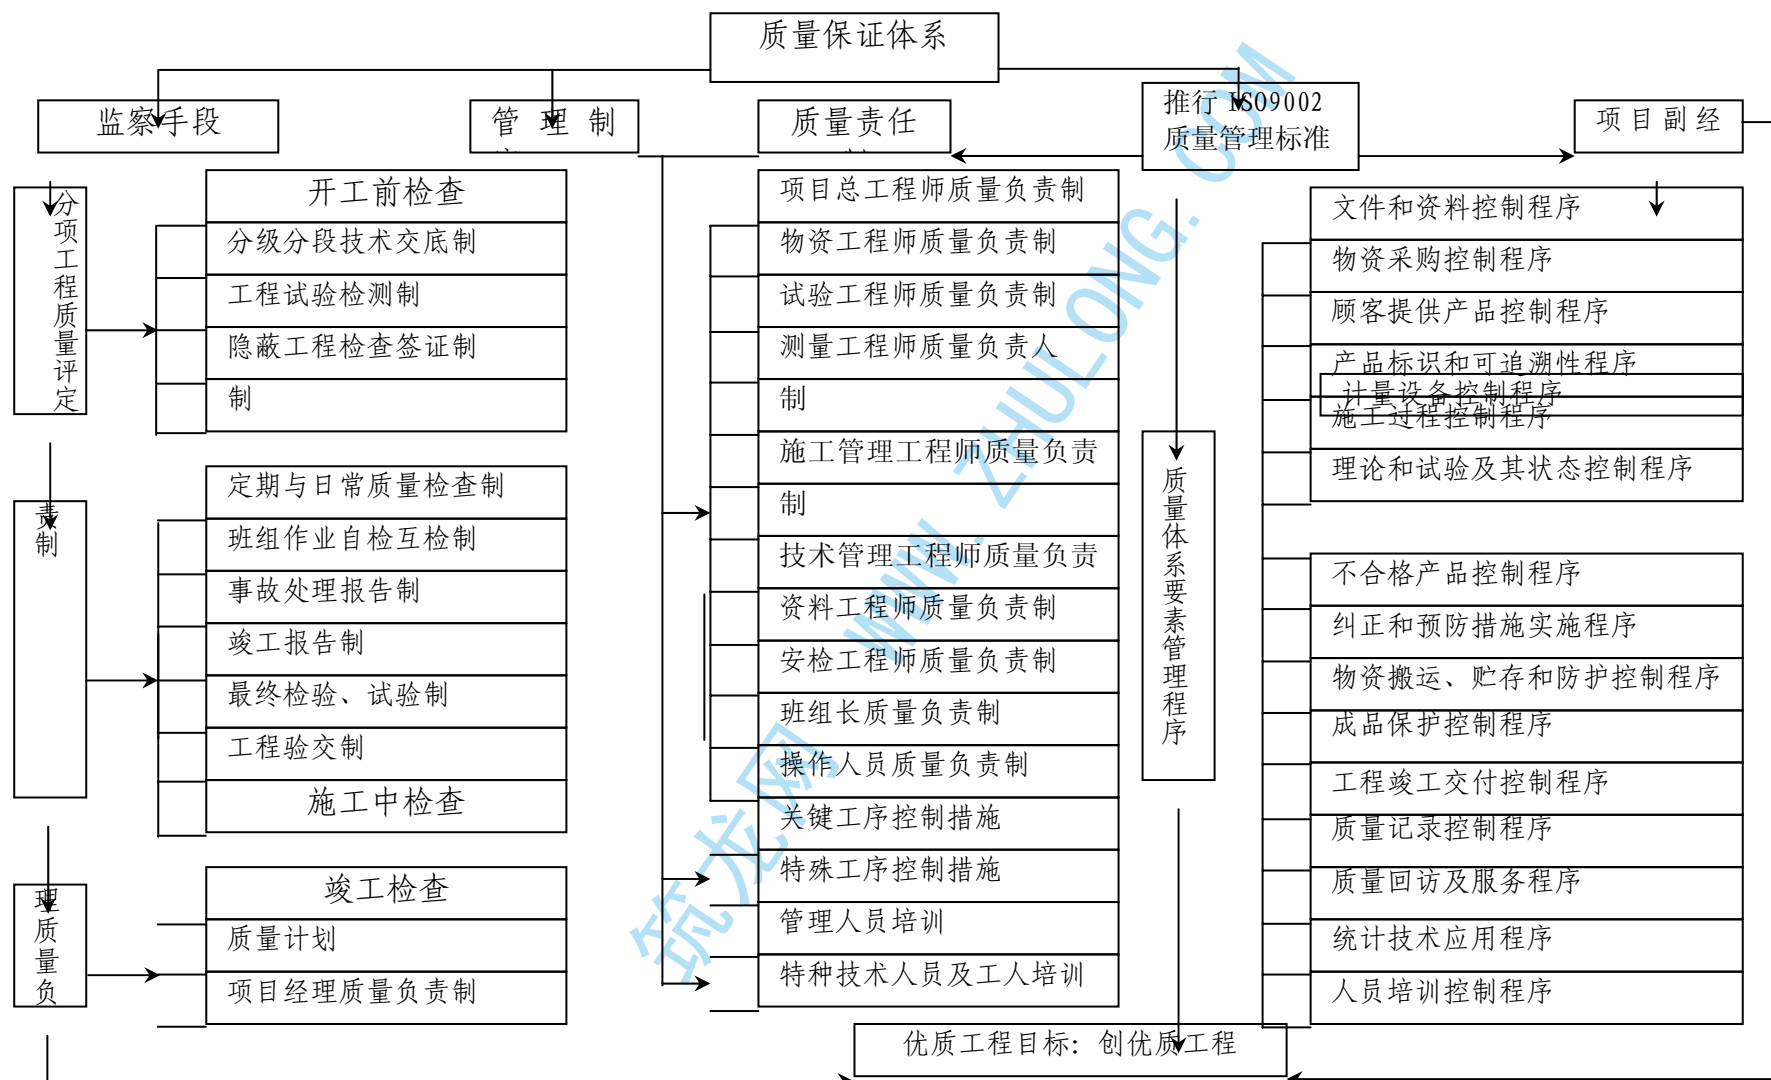 质量保证体系
监察手段
管 理 制
质量责任
推行 ISO9002
质量管理标准
项目副经
分项工程质量评定
开工前检查
分级分段技术交底制
工程试验检测制
隐蔽工程检查签证制
制
责制
定期与日常质量检查制
班组作业自检互检制
事故处理报告制
竣工报告制
最终检验、试验制
工程验交制
施工中检查
理质量负
竣工检查
质量计划
项目经理质量负责制
项目总工程师质量负责制
物资工程师质量负责制
试验工程师质量负责制
测量工程师质量负责人
制
施工管理工程师质量负责
制
技术管理工程师质量负责
资料工程师质量负责制
安检工程师质量负责制
班组长质量负责制
操作人员质量负责制
关键工序控制措施
特殊工序控制措施
管理人员培训
特种技术人员及工人培训
质量体系要素管理程序
文件和资料控制程序
物资采购控制程序
顾客提供产品控制程序
产品标识和可追溯性程序
计量设备控制程序
施工过程控制程序
理论和试验及其状态控制程序
不合格产品控制程序
纠正和预防措施实施程序
物资搬运、贮存和防护控制程序
成品保护控制程序
工程竣工交付控制程序
质量记录控制程序
质量回访及服务程序
统计技术应用程序
人员培训控制程序
优质工程目标：创优质工程
筑龙网 WWW.ZHULONG.COM